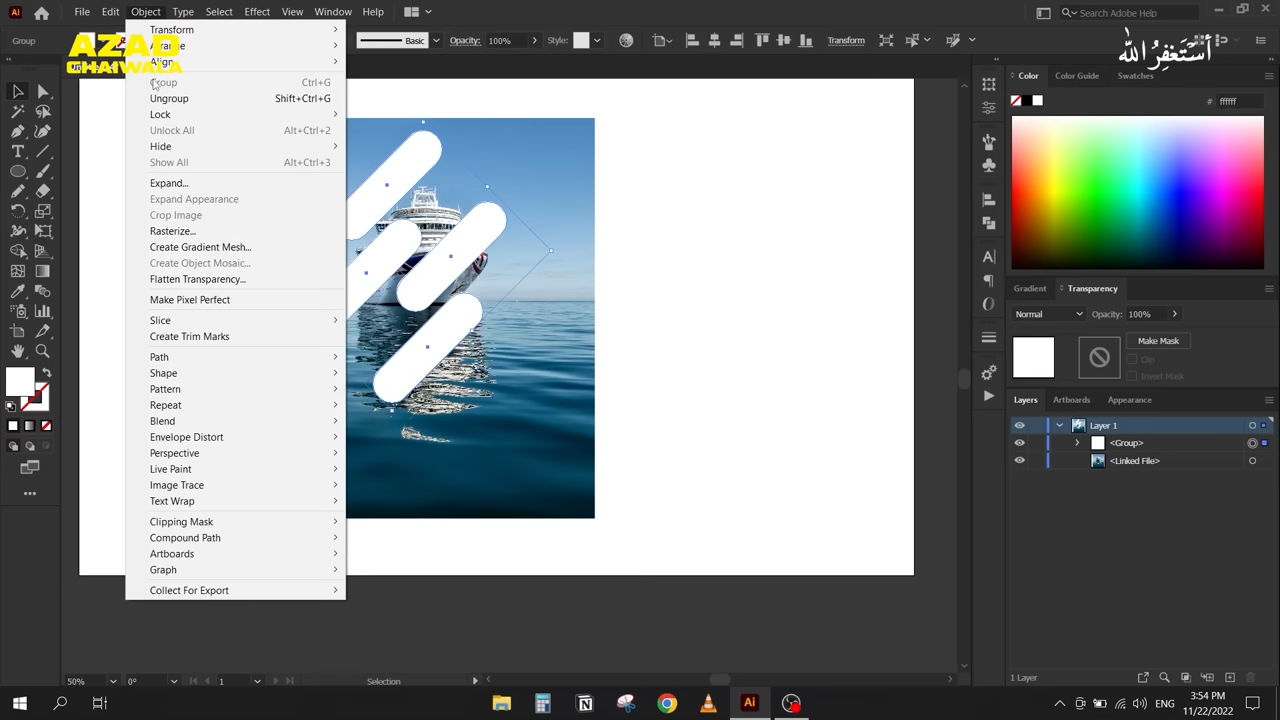 File Edit Object Type Select Effect View Window Help
Search Adobe Help
Group
Basic
Opacity: 100%
Transform
أستغفر الله
AZAD
GHAIWALA
Transform
Arrange
Align
Group Ctrl+G
Ungroup Shift+Ctrl+G
Lock
Unlock All Alt+2
Hide
Show All Alt+Ctrl+3
Expand...
Expand Appearance
Crop Image
Rasterize...
Create Gradient Mesh...
Create Object Mosaic...
Flatten Transparency...
Make Pixel Perfect
Slice
Create Trim Marks
Path
Shape
Pattern
Repeat
Blend
Envelope Distort
Perspective
Live Paint
Image Trace
Text Wrap
Clipping Mask
Compound Path
Artboards
Graph
Collect For Export
Color Color Guide Swatches
# ffffff
Gradient Transparency
Normal Opacity: 100%
Make Mask
Clip
Invert Mask
Layers Artboards Appearance
Layer 1
<Group>
<Linked File>
1 Layer
50% 0° 1 Selection
Ai
ENG
3:54 PM
11/22/2022